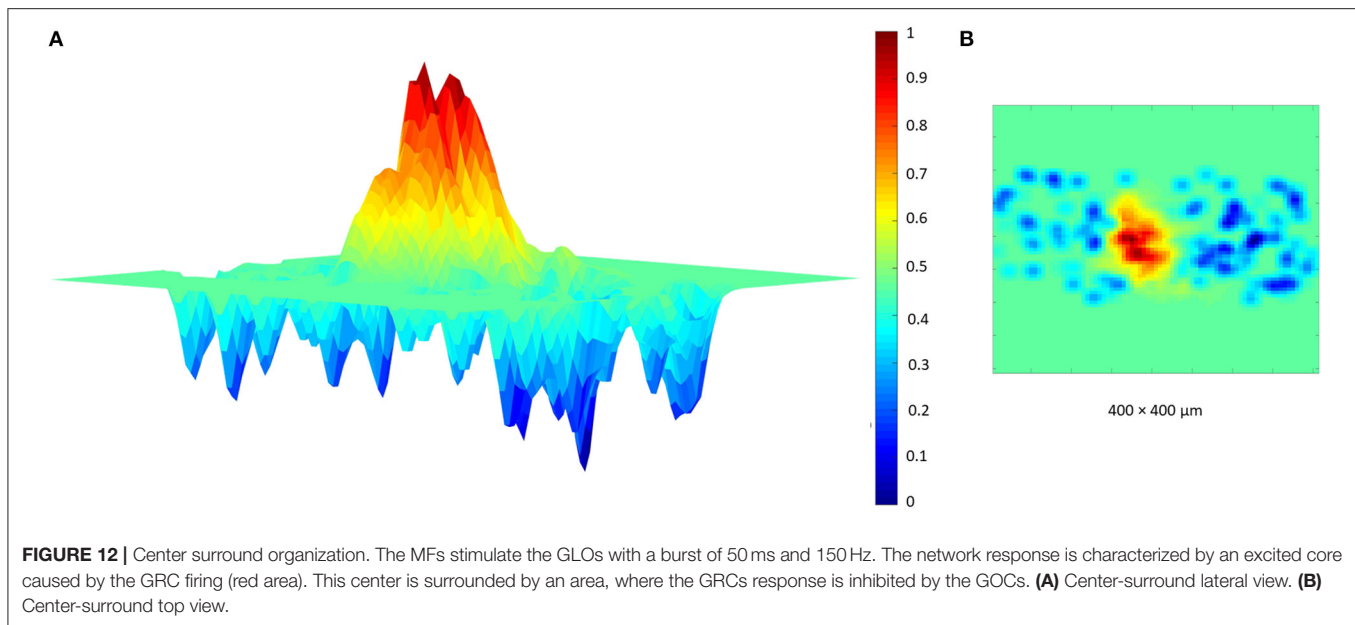 A
1
0.9
0.8
0.7
0.6
0.5
0.4
0.3
0.2
0.1
0
B
400 × 400 µm
FIGURE 12 | Center surround organization. The MFs stimulate the GLOs with a burst of 50 ms and 150 Hz. The network response is characterized by an excited core
caused by the GRC firing (red area). This center is surrounded by an area, where the GRCs response is inhibited by the GOCs. (A) Center-surround lateral view. (B)
Center-surround top view.